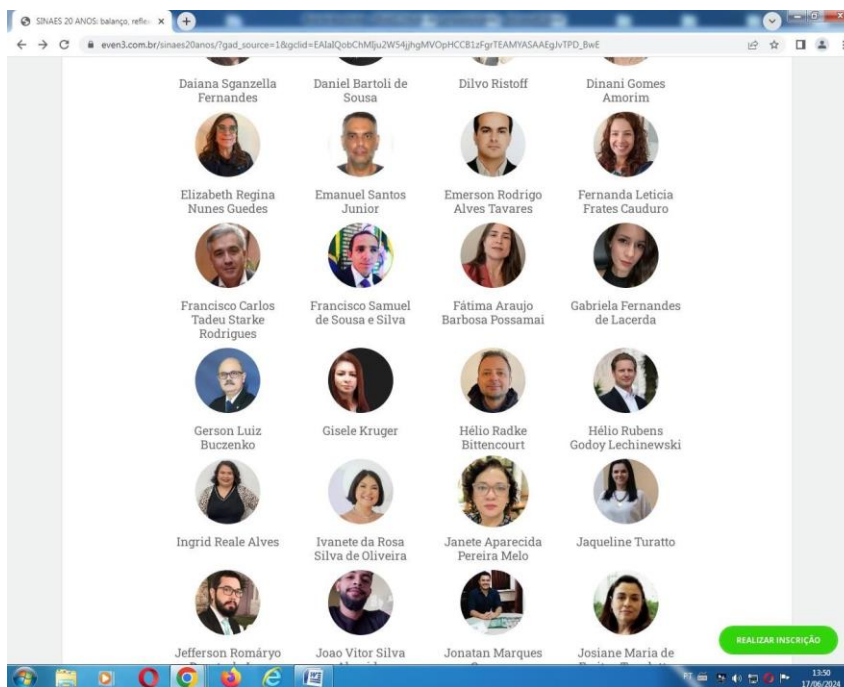 SINAES 20 ANOS: balanço, refle
even3.com.br/sinaes20anos/?gad_source=1&gclid=EAIaIQobChMIju2W54jjhgMVOpHCCB1zFgrTEAMYASAAEgJvTPD_BwE
Daiana Sganzella
Fernandes
Daniel Bartoli de
Sousa
Dilvo Ristoff
Dinani Gomes
Amorim
Elizabeth Regina
Nunes Guedes
Emanuel Santos
Junior
Emerson Rodrigo
Alves Tavares
Fernanda Leticia
Frates Cauduro
Francisco Carlos
Tadeu Starke
Rodrigues
Francisco Samuel
de Sousa e Silva
Fátima Araujo
Barbosa Possamai
Gabriela Fernandes
de Lacerda
Gerson Luiz
Buczenko
Gisele Kruger
Hélio Radke
Bittencourt
Hélio Rubens
Godoy Lechinewski
Ingrid Reale Alves
Ivanete da Rosa
Silva de Oliveira
Janete Aparecida
Pereira Melo
Jaqueline Turatto
Jefferson Romáryo
Joao Vitor Silva
Jonatan Marques
Josiane Maria de
REALIZAR INSCRIÇÃO
PT
13:50
17/06/2024